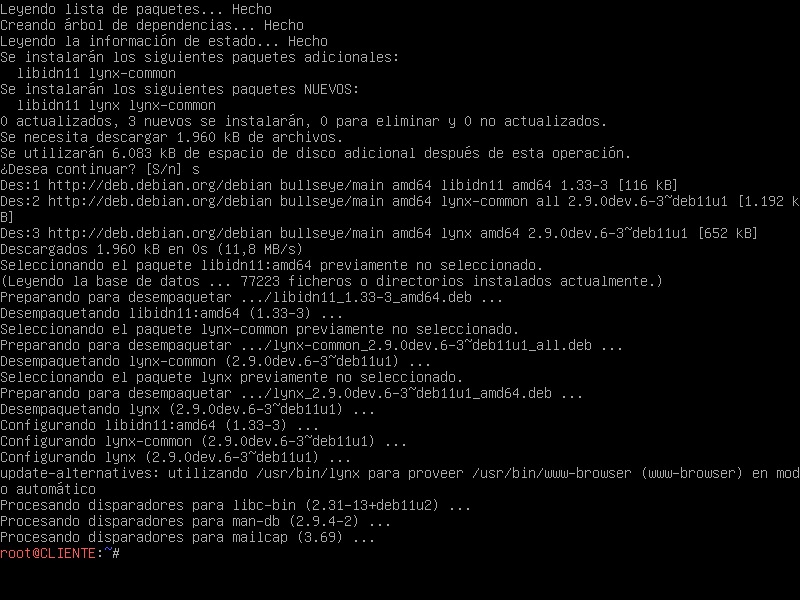 Leyendo lista de paquetes... Hecho
Creando árbol de dependencias... Hecho
Leyendo la información de estado... Hecho
Se instalarán los siguientes paquetes adicionales:
  libidn11 lynx-common
Se instalarán los siguientes paquetes NUEVOS:
  libidn11 lynx lynx-common
0 actualizados, 3 nuevos se instalarán, 0 para eliminar y 0 no actualizados.
Se necesita descargar 1.960 kB de archivos.
Se utilizarán 6.083 kB de espacio de disco adicional después de esta operación.
¿Desea continuar? [S/n] s
Des:1 http://deb.debian.org/debian bullseye/main amd64 libidn11 amd64 1.33-3 [116 kB]
Des:2 http://deb.debian.org/debian bullseye/main amd64 lynx-common all 2.9.0dev.6-3~deb11u1 [1.192 k
B]
Des:3 http://deb.debian.org/debian bullseye/main amd64 lynx amd64 2.9.0dev.6-3~deb11u1 [652 kB]
Descargados 1.960 kB en 0s (11,8 MB/s)
Seleccionando el paquete libidn11:amd64 previamente no seleccionado.
(Leyendo la base de datos ... 77223 ficheros o directorios instalados actualmente.)
Preparando para desempaquetar .../libidn11_1.33-3_amd64.deb ...
Desempaquetando libidn11:amd64 (1.33-3) ...
Seleccionando el paquete lynx-common previamente no seleccionado.
Preparando para desempaquetar .../lynx-common_2.9.0dev.6-3~deb11u1_all.deb ...
Desempaquetando lynx-common (2.9.0dev.6-3~deb11u1) ...
Seleccionando el paquete lynx previamente no seleccionado.
Preparando para desempaquetar .../lynx_2.9.0dev.6-3~deb11u1_amd64.deb ...
Desempaquetando lynx (2.9.0dev.6-3~deb11u1) ...
Configurando libidn11:amd64 (1.33-3) ...
Configurando lynx-common (2.9.0dev.6-3~deb11u1) ...
Configurando lynx (2.9.0dev.6-3~deb11u1) ...
update-alternatives: utilizando /usr/bin/lynx para proveer /usr/bin/www-browser (www-browser) en mod
o automático
Procesando disparadores para libc-bin (2.31-13+deb11u2) ...
Procesando disparadores para man-db (2.9.4-2) ...
Procesando disparadores para mailcap (3.69) ...
root@CLIENTE:~#